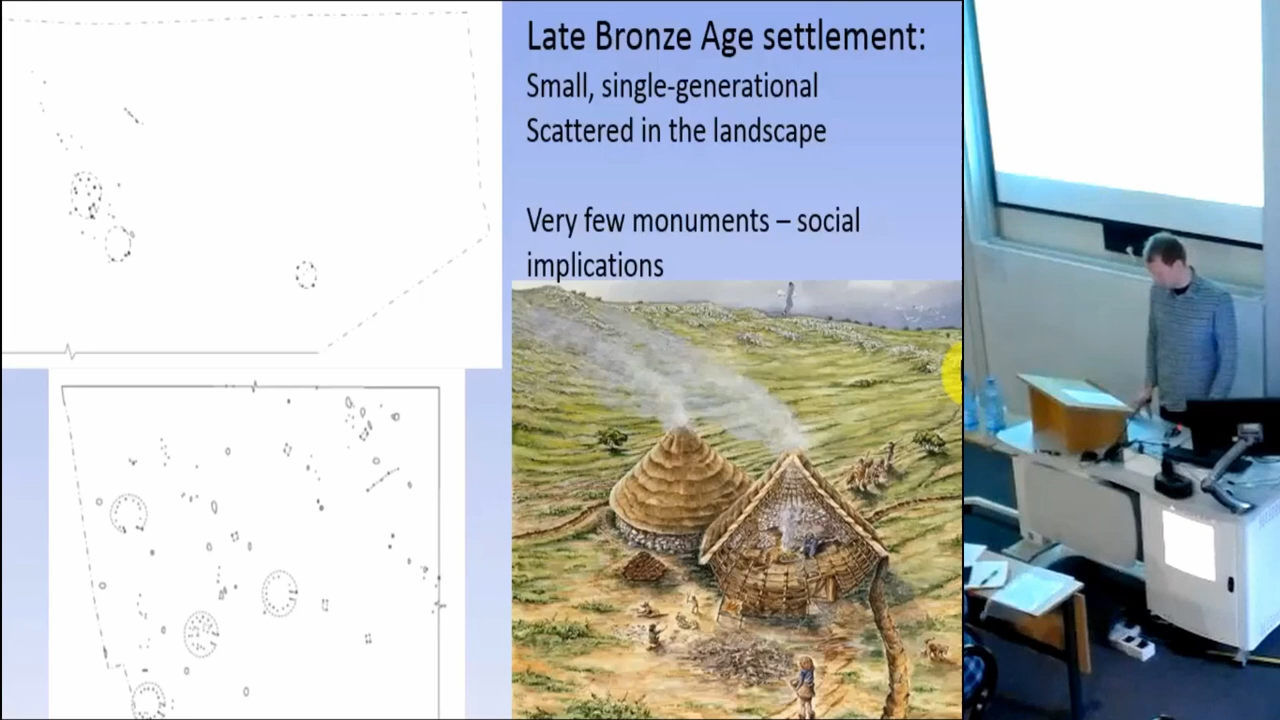 Late Bronze Age settlement:
Small, single-generational
Scattered in the landscape
Very few monuments – social
implications